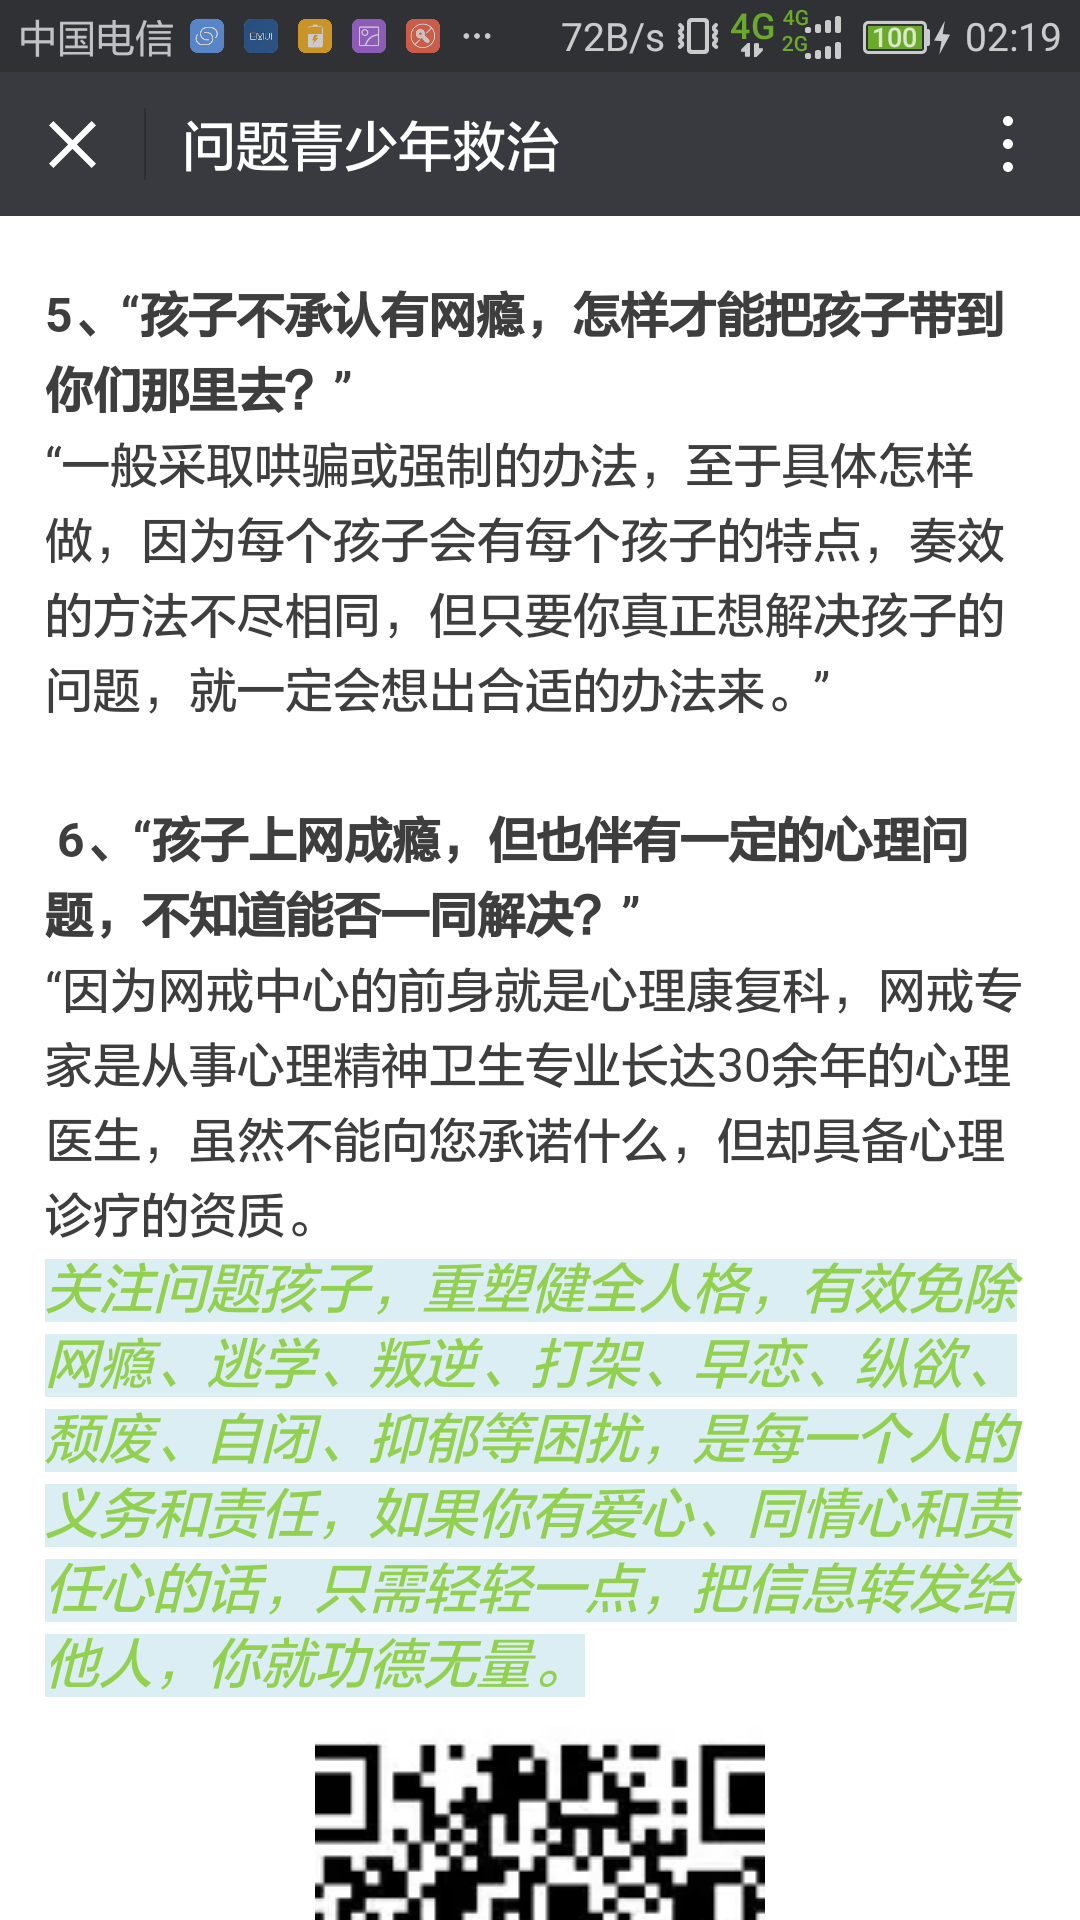 中国电信 EMUI 72B/s 4G 4G 2G 100 02:19
问题青少年救治
5、“孩子不承认有网瘾，怎样才能把孩子带到
你们那里去？”
“一般采取哄骗或强制的办法，至于具体怎样
做，因为每个孩子会有每个孩子的特点，奏效
的方法不尽相同，但只要你真正想解决孩子的
问题，就一定会想出合适的办法来。”
6、“孩子上网成瘾，但也伴有一定的心理问
题，不知道能否一同解决？”
“因为网戒中心的前身就是心理康复科，网戒专
家是从事心理精神卫生专业长达30余年的心理
医生，虽然不能向您承诺什么，但却具备心理
诊疗的资质。
关注问题孩子，重塑健全人格，有效免除
网瘾、逃学、叛逆、打架、早恋、纵欲、
颓废、自闭、抑郁等困扰，是每一个人的
义务和责任，如果你有爱心、同情心和责
任心的话，只需轻轻一点，把信息转发给
他人，你就功德无量。